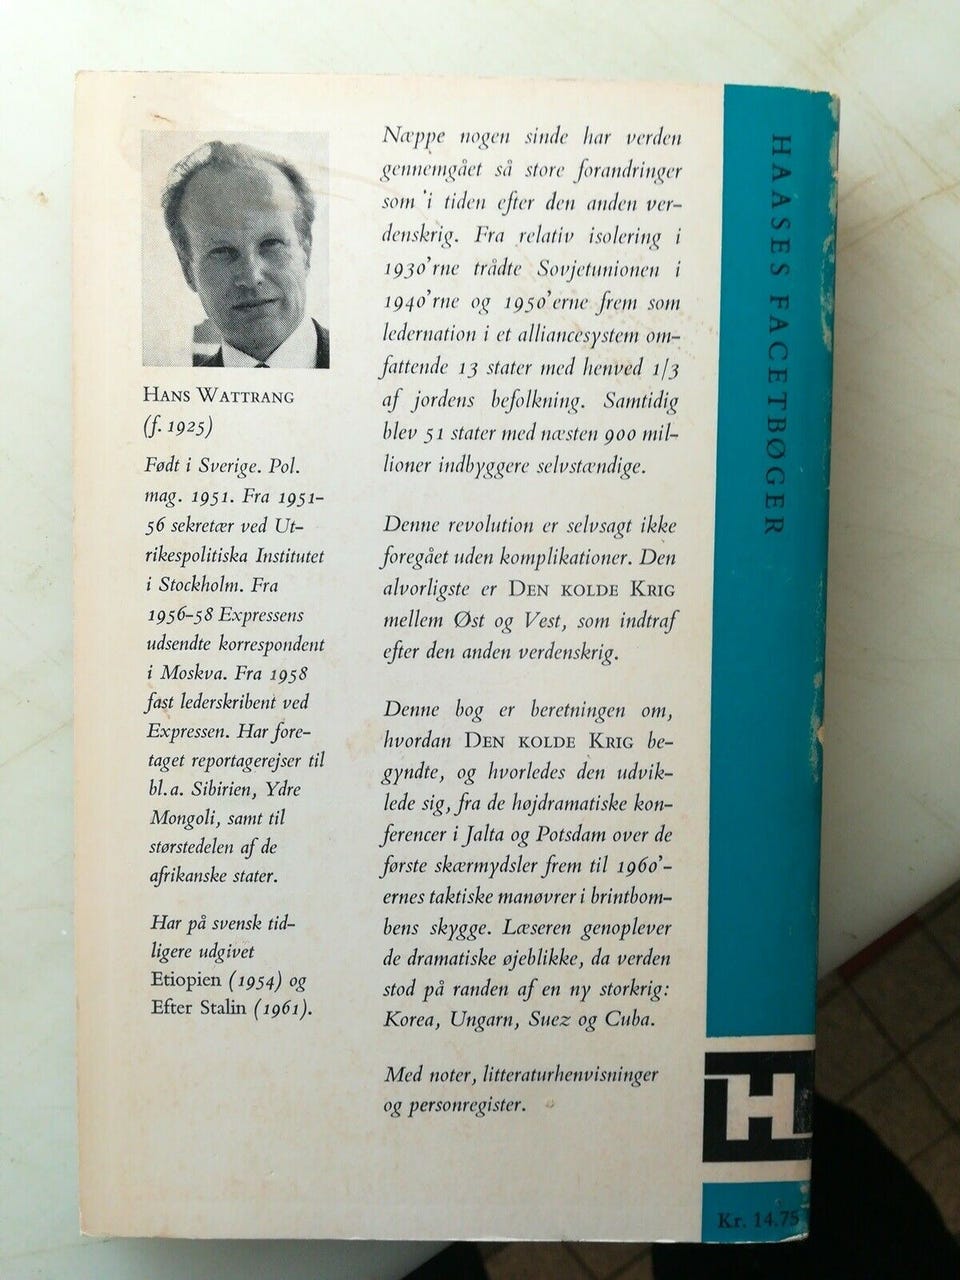 HANS WATTRANG
(f. 1925)
Født i Sverige. Pol.
mag. 1951. Fra 1951–
56 sekretær ved Ut-
rikespolitiska Institutet
i Stockholm. Fra
1956–58 Expressens
udsendte korrespondent
i Moskva. Fra 1958
fast lederskribent ved
Expressen. Har fore-
taget reportagerejser til
bl.a. Sibirien, Ydre
Mongoli, samt til
størstedelen af de
afrikanske stater.
Har på svensk tid-
ligere udgivet
Etiopien (1954) og
Efter Stalin (1961).
Næppe nogen sinde har verden
gennemgået så store forandringer
som i tiden efter den anden ver-
denskrig. Fra relativ isolering i
1930'rne trådte Sovjetunionen i
1940'rne og 1950'erne frem som
ledernation i et alliancesystem om-
fattende 13 stater med henved 1/3
af jordens befolkning. Samtidig
blev 51 stater med næsten 900 mil-
lioner indbyggere selvstændige.
Denne revolution er selvsagt ikke
foregået uden komplikationer. Den
alvorligste er DEN KOLDE KRIG
mellem Øst og Vest, som indtraf
efter den anden verdenskrig.
Denne bog er beretningen om,
hvordan DEN KOLDE KRIG be-
gyndte, og hvorledes den udvik-
lede sig, fra de højdramatiske kon-
ferencer i Jalta og Potsdam over de
første skærmydsler frem til 1960'-
ernes taktiske manøvrer i brintbom-
bens skygge. Læseren genoplever
de dramatiske øjeblikke, da verden
stod på randen af en ny storkrig:
Korea, Ungarn, Suez og Cuba.
Med noter, litteraturhenvisninger
og personregister.
HAASES FACETBØGER
H
Kr. 14.75